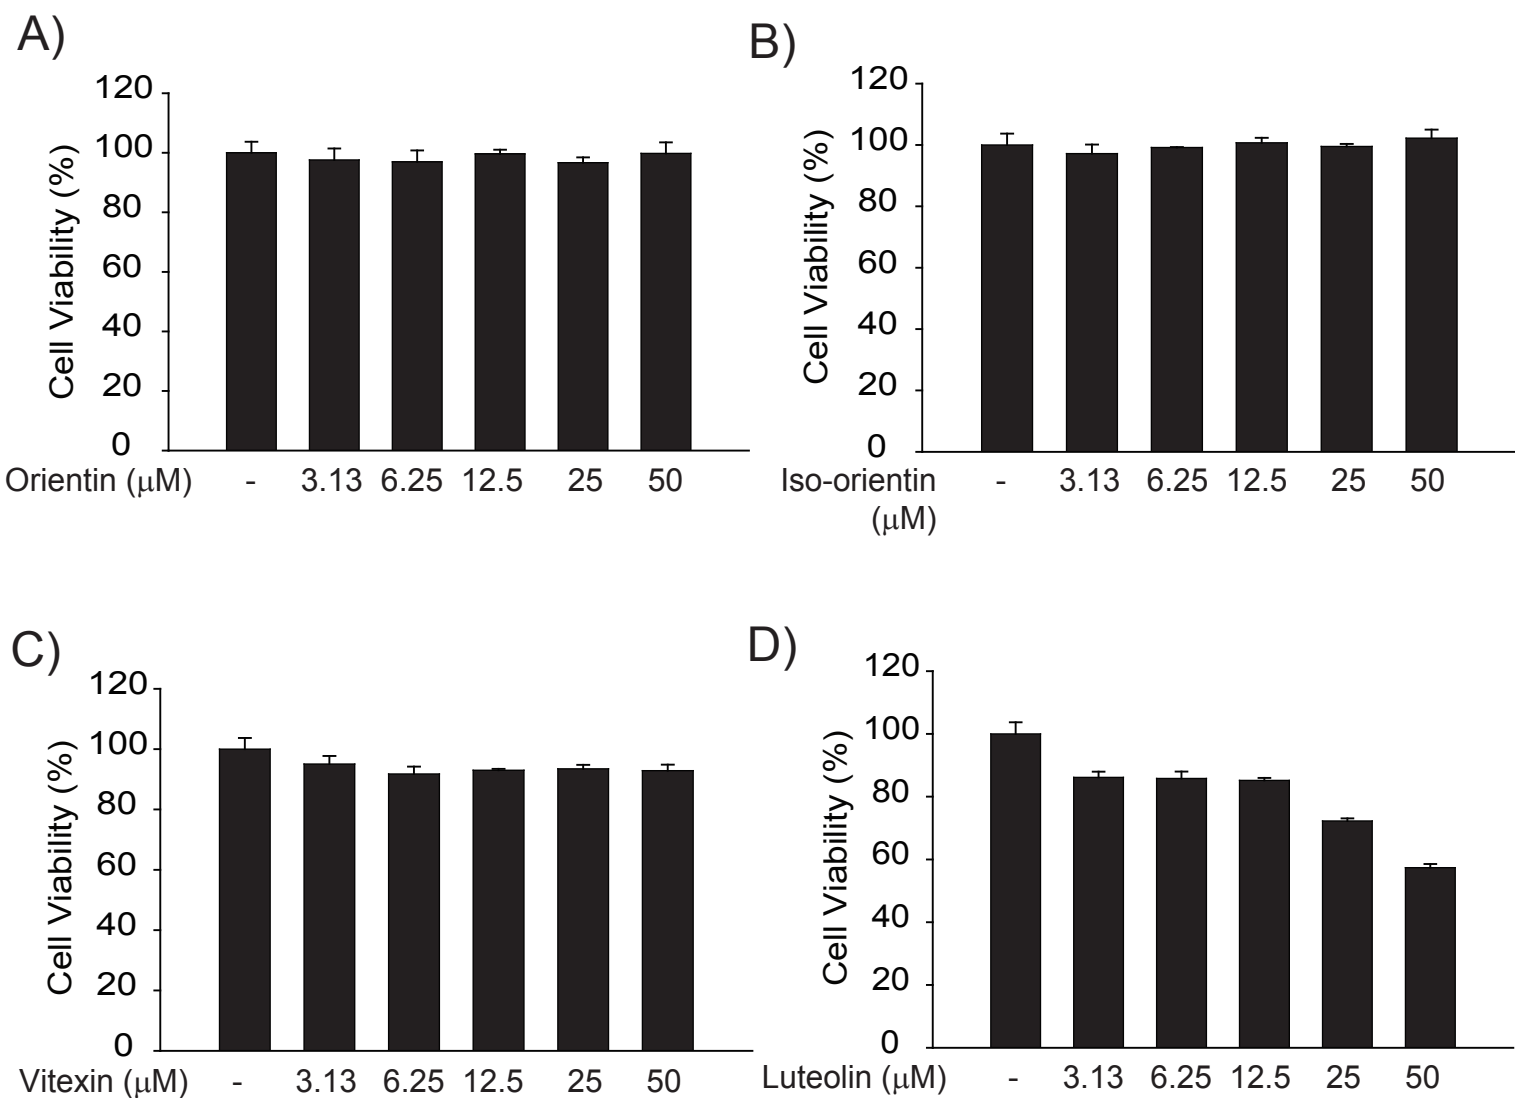 A)
120
100
80
60
40
20
0
Cell Viability (%)
Orientin (μM) - 3.13 6.25 12.5 25 50
B)
120
100
80
60
40
20
0
Cell Viability (%)
Iso-orientin - 3.13 6.25 12.5 25 50
(μM)
C)
120
100
80
60
40
20
0
Cell Viability (%)
Vitexin (μM) - 3.13 6.25 12.5 25 50
D)
120
100
80
60
40
20
0
Cell Viability (%)
Luteolin (μM) - 3.13 6.25 12.5 25 50